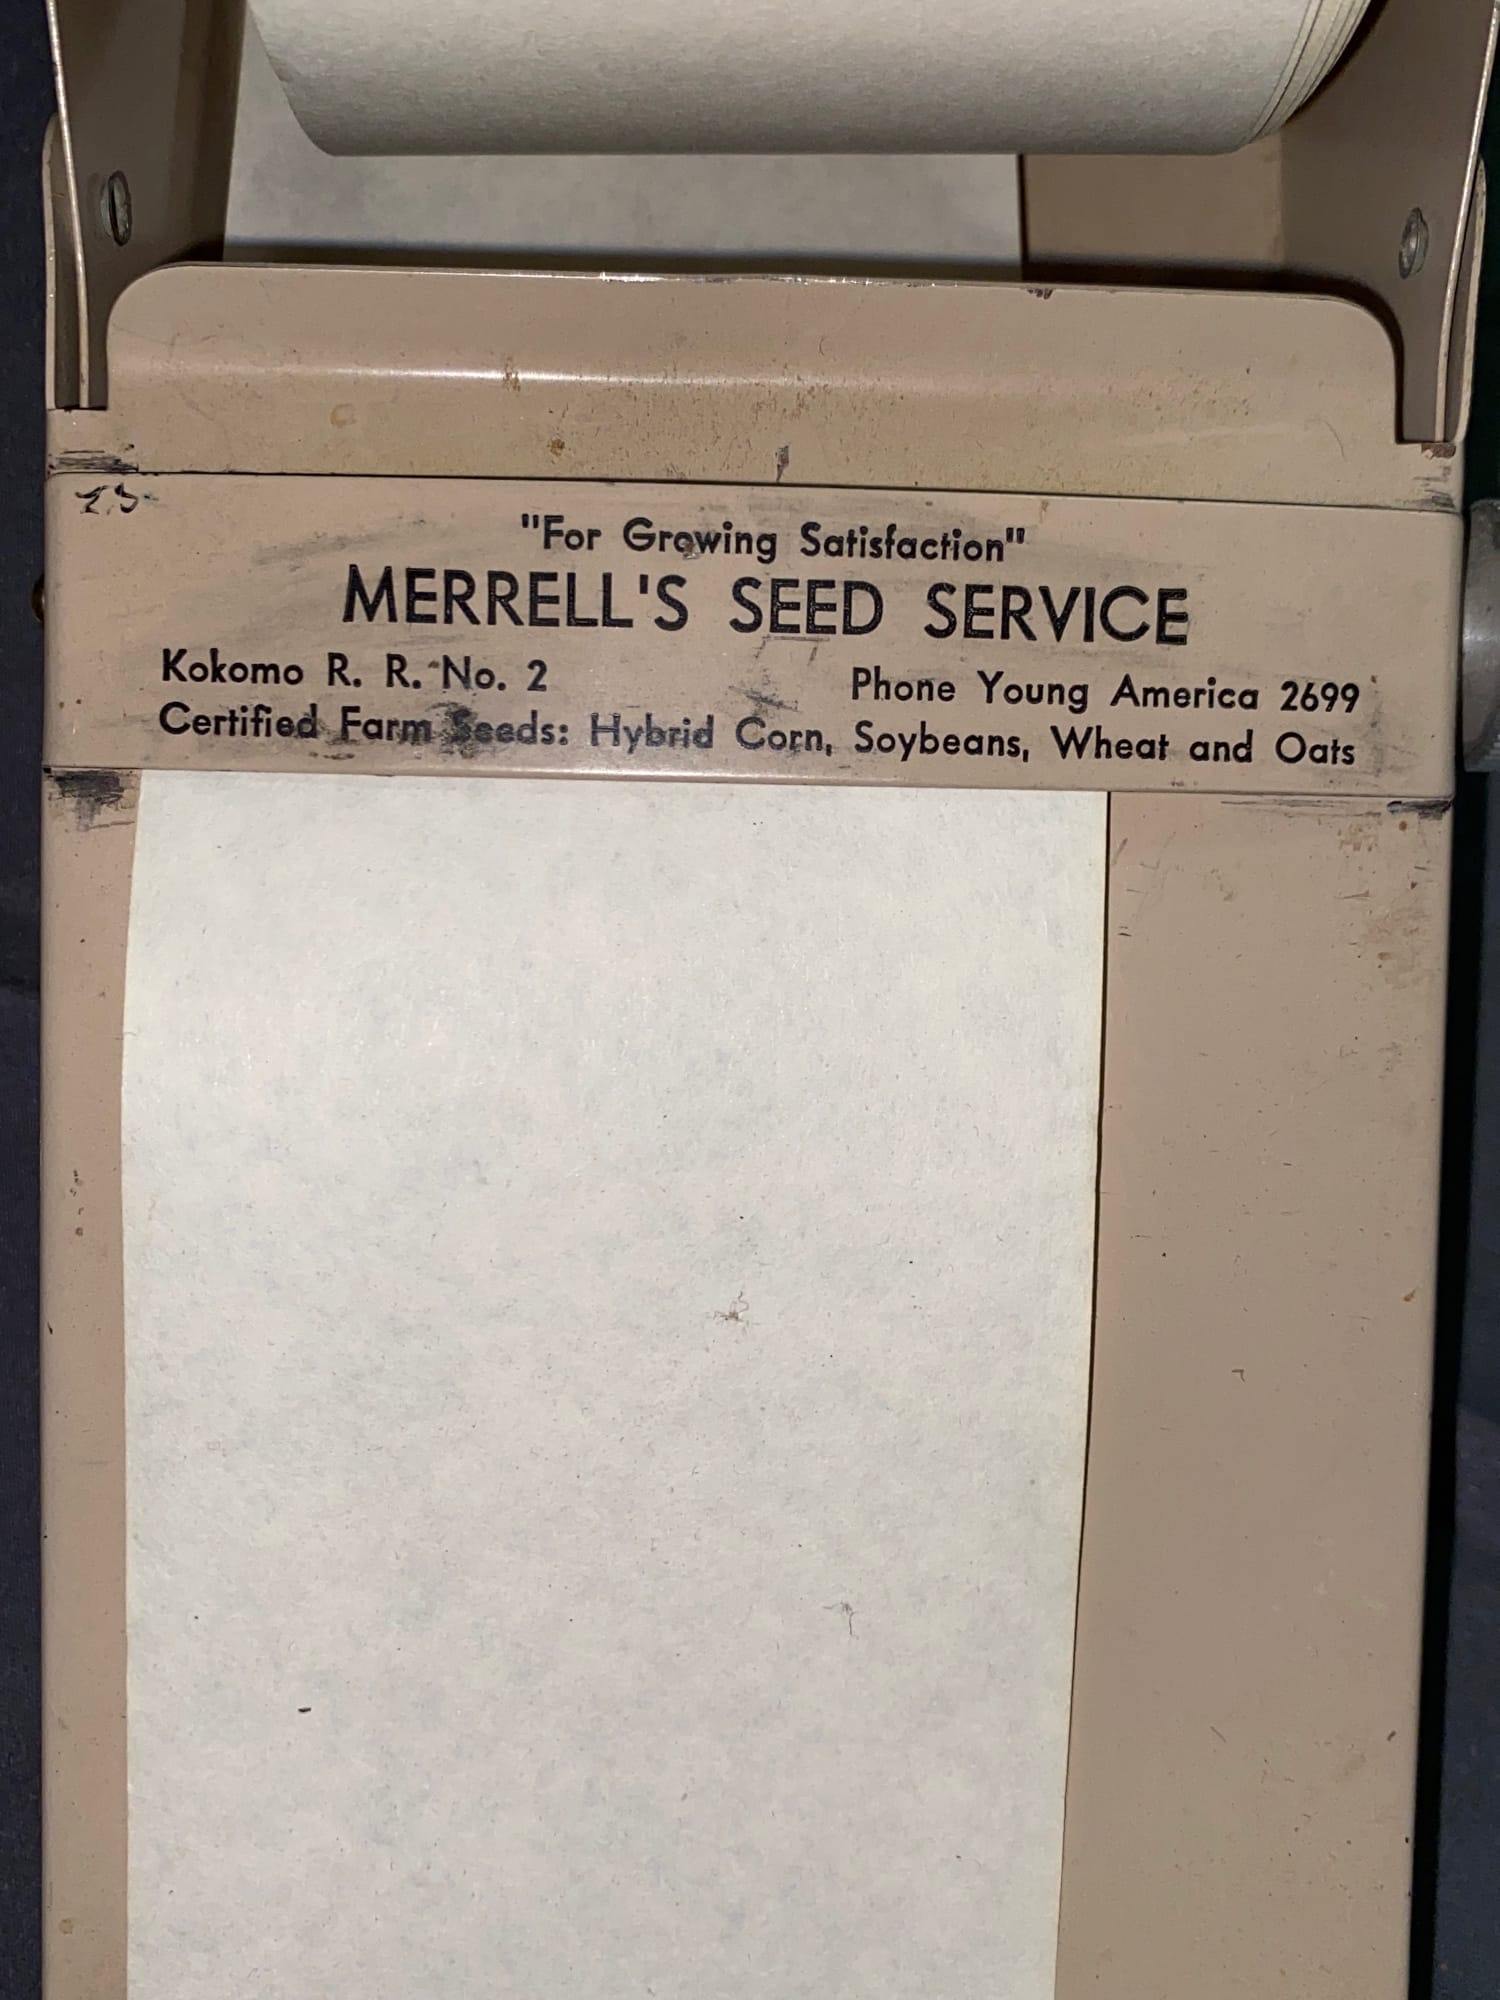 "For Growing Satisfaction"
MERRELL'S SEED SERVICE
Kokomo R. R. No. 2 Phone Young America 2699
Certified Farm Seeds: Hybrid Corn, Soybeans, Wheat and Oats